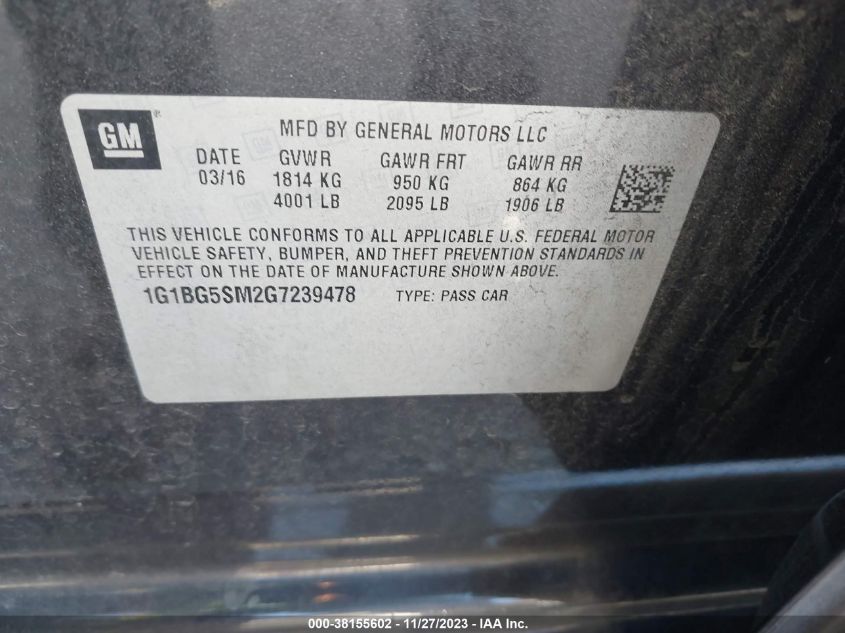 GM
MFD BY GENERAL MOTORS LLC
DATE GVWR GAWR FRT GAWR RR
03/16 1814 KG 950 KG 864 KG
4001 LB 2095 LB 1906 LB
THIS VEHICLE CONFORMS TO ALL APPLICABLE U.S. FEDERAL MOTOR
VEHICLE SAFETY, BUMPER, AND THEFT PREVENTION STANDARDS IN
EFFECT ON THE DATE OF MANUFACTURE SHOWN ABOVE.
1G1BG5SM2G7239478 TYPE: PASS CAR
000-38155602 - 11/27/2023 - IAA Inc.